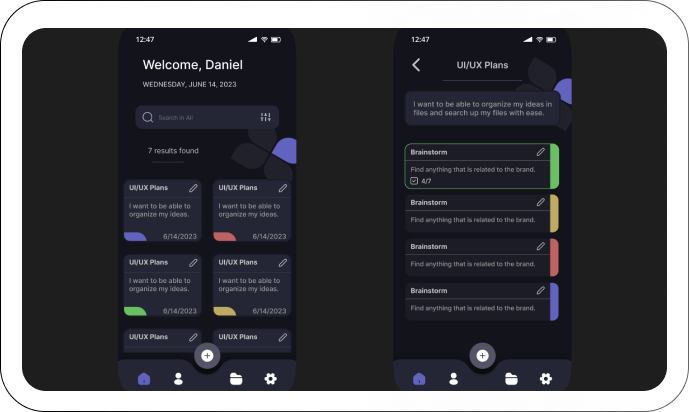 12:47
Welcome, Daniel
WEDNESDAY, JUNE 14, 2023
Search in All
7 results found
UI/UX Plans
I want to be able to
organize my ideas.
6/14/2023
UI/UX Plans
I want to be able to
organize my ideas.
6/14/2023
UI/UX Plans
I want to be able to
organize my ideas.
6/14/2023
UI/UX Plans
I want to be able to
organize my ideas.
6/14/2023
UI/UX Plans
UI/UX Plans
12:47
UI/UX Plans
I want to be able to organize my ideas in
files and search up my files with ease.
Brainstorm
Find anything that is related to the brand.
4/7
Brainstorm
Find anything that is related to the brand.
Brainstorm
Find anything that is related to the brand.
Brainstorm
Find anything that is related to the brand.